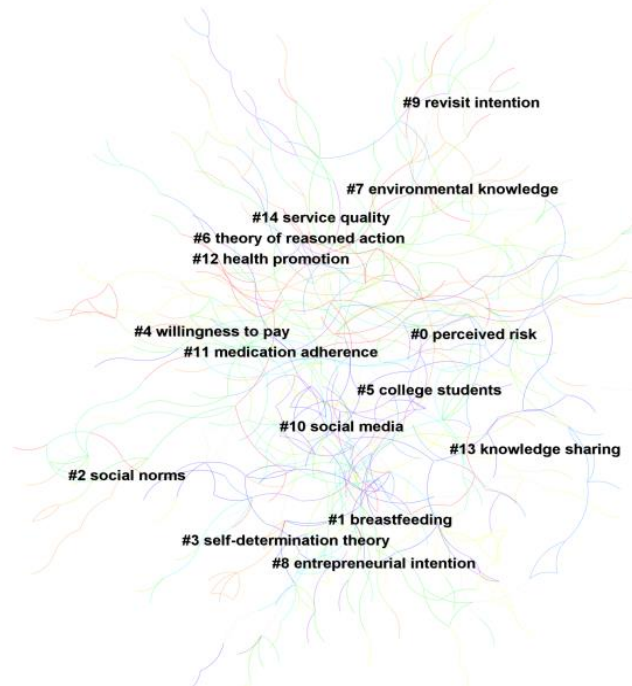 #9 revisit intention
#7 environmental knowledge
#14 service quality
#6 theory of reasoned action
#12 health promotion
#4 willingness to pay
#0 perceived risk
#11 medication adherence
#5 college students
#10 social media
#13 knowledge sharing
#2 social norms
#1 breastfeeding
#3 self-determination theory
#8 entrepreneurial intention